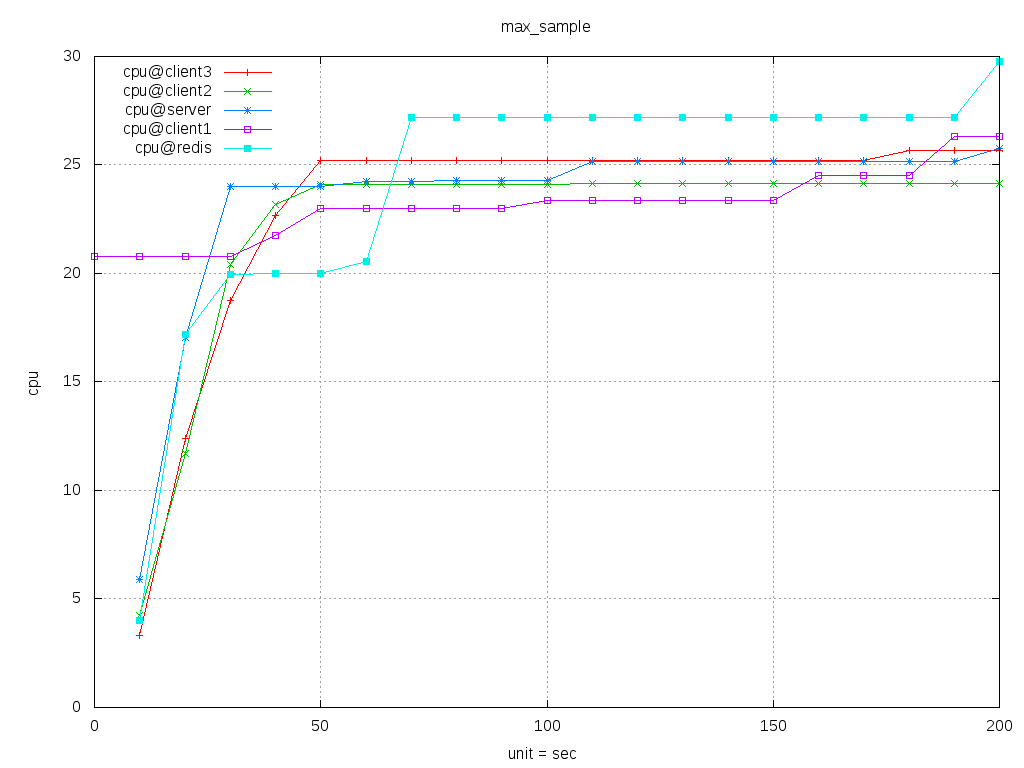 max_sample
30
25
20
15
10
5
0
cpu
cpu@client3
cpu@client2
cpu@server
cpu@client1
cpu@redis
0 50 100 150 200
unit = sec